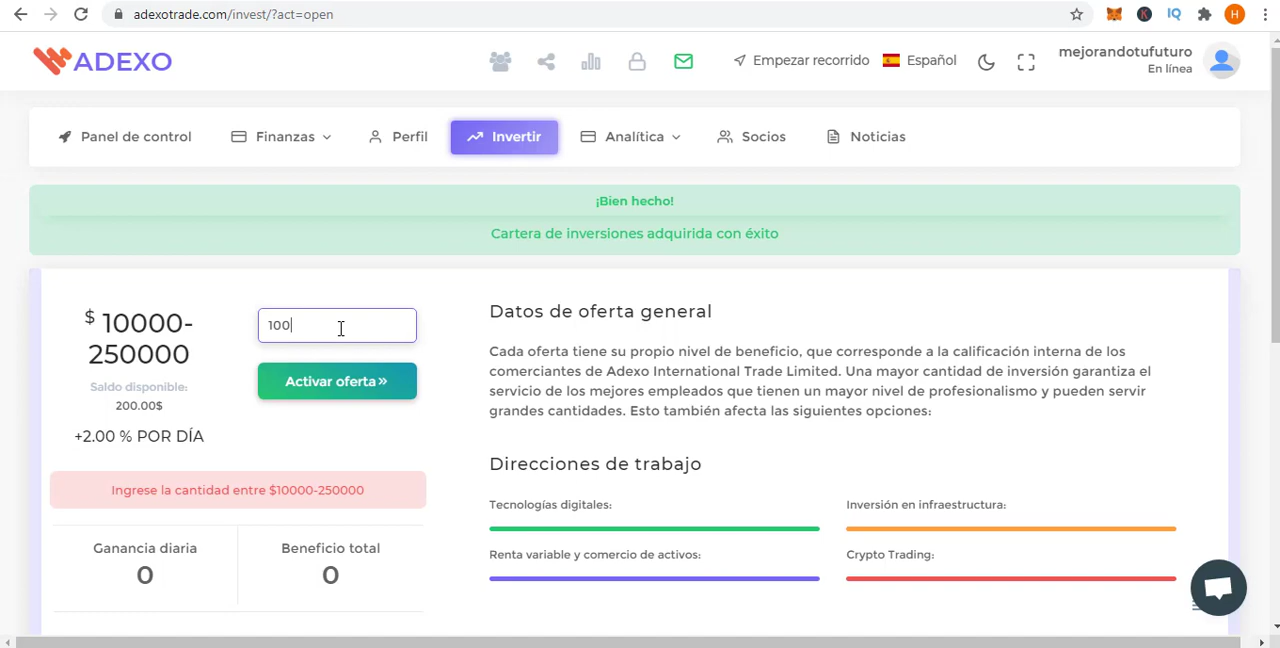 adexotrade.com/invest/?act=open
K
IQ
H
ADEXO
Empezar recorrido
Español
mejorandotufuturo
En línea
Panel de control
Finanzas
Perfil
Invertir
Analítica
Socios
Noticias
¡Bien hecho!
Cartera de inversiones adquirida con éxito
$ 10000-
250000
Saldo disponible:
200.00$
+2.00 % POR DÍA
100
Activar oferta»
Ingrese la cantidad entre $10000-250000
Ganancia diaria
0
Beneficio total
0
Datos de oferta general
Cada oferta tiene su propio nivel de beneficio, que corresponde a la calificación interna de los
comerciantes de Adexo International Trade Limited. Una mayor cantidad de inversión garantiza el
servicio de los mejores empleados que tienen un mayor nivel de profesionalismo y pueden servir
grandes cantidades. Esto también afecta las siguientes opciones:
Direcciones de trabajo
Tecnologías digitales:
Inversión en infraestructura:
Renta variable y comercio de activos:
Crypto Trading: